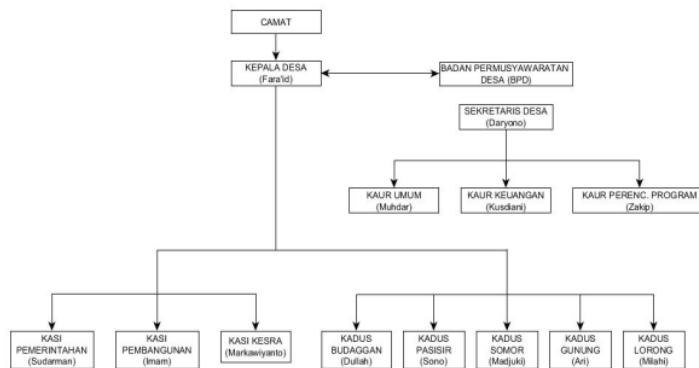 CAMAT
KEPALA DESA
(Fara'id)
BADAN PERMUSYAWARATAN
DESA (BPD)
SEKRETARIS DESA
(Daryono)
KAUR UMUM
(Muhdar)
KAUR KEUANGAN
(Kusdiani)
KAUR PERENC. PROGRAM
(Zakip)
KASI
PEMERINTAHAN
(Sudarman)
KASI
PEMBANGUNAN
(Imam)
KASI KESRA
(Markawiyanto)
KADUS
BUDAGGAN
(Dullah)
KADUS
PASISIR
(Sono)
KADUS
SOMOR
(Madjuki)
KADUS
GUNUNG
(Ari)
KADUS
LORONG
(Milahi)